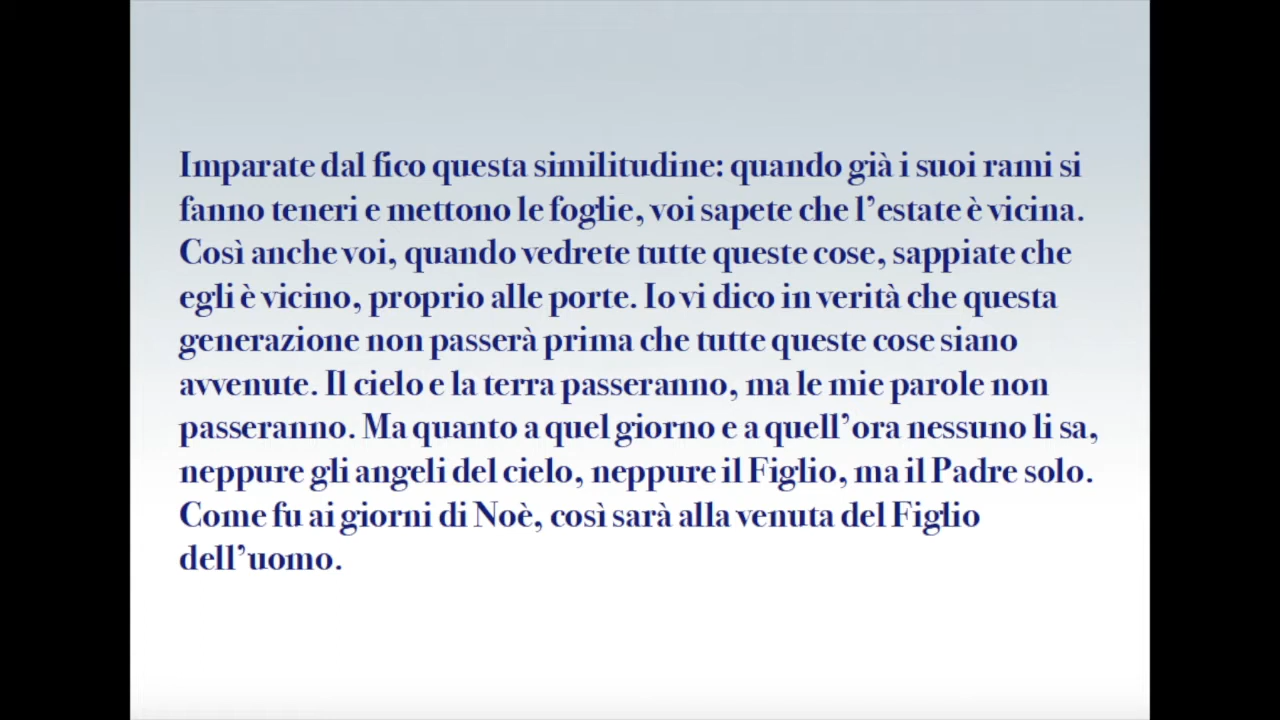 Imparate dal fico questa similitudine: quando già i suoi rami si
fanno teneri e mettono le foglie, voi sapete che l’estate è vicina.
Così anche voi, quando vedrete tutte queste cose, sappiate che
egli è vicino, proprio alle porte. Io vi dico in verità che questa
generazione non passerà prima che tutte queste cose siano
avvenute. Il cielo e la terra passeranno, ma le mie parole non
passeranno. Ma quanto a quel giorno e a quell’ora nessuno li sa,
neppure gli angeli del cielo, neppure il Figlio, ma il Padre solo.
Come fu ai giorni di Noè, così sarà alla venuta del Figlio
dell’uomo.